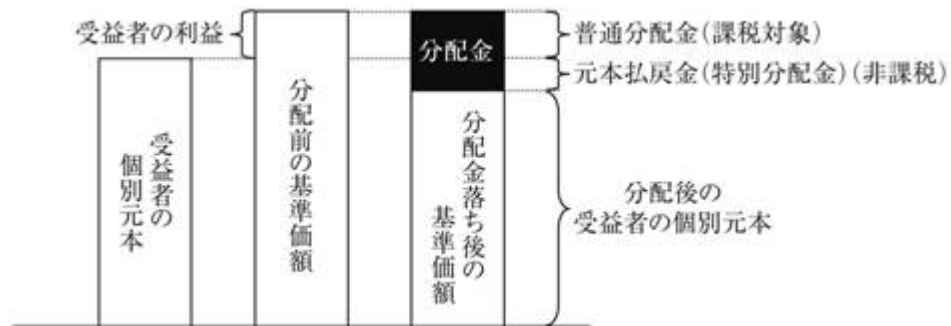 受益者の利益
分配金
普通分配金(課税対象)
元本払戻金(特別分配金)(非課税)
受益者の
個別元本
分配前の基準価額
分配金落ち後の
基準価額
分配後の
受益者の個別元本